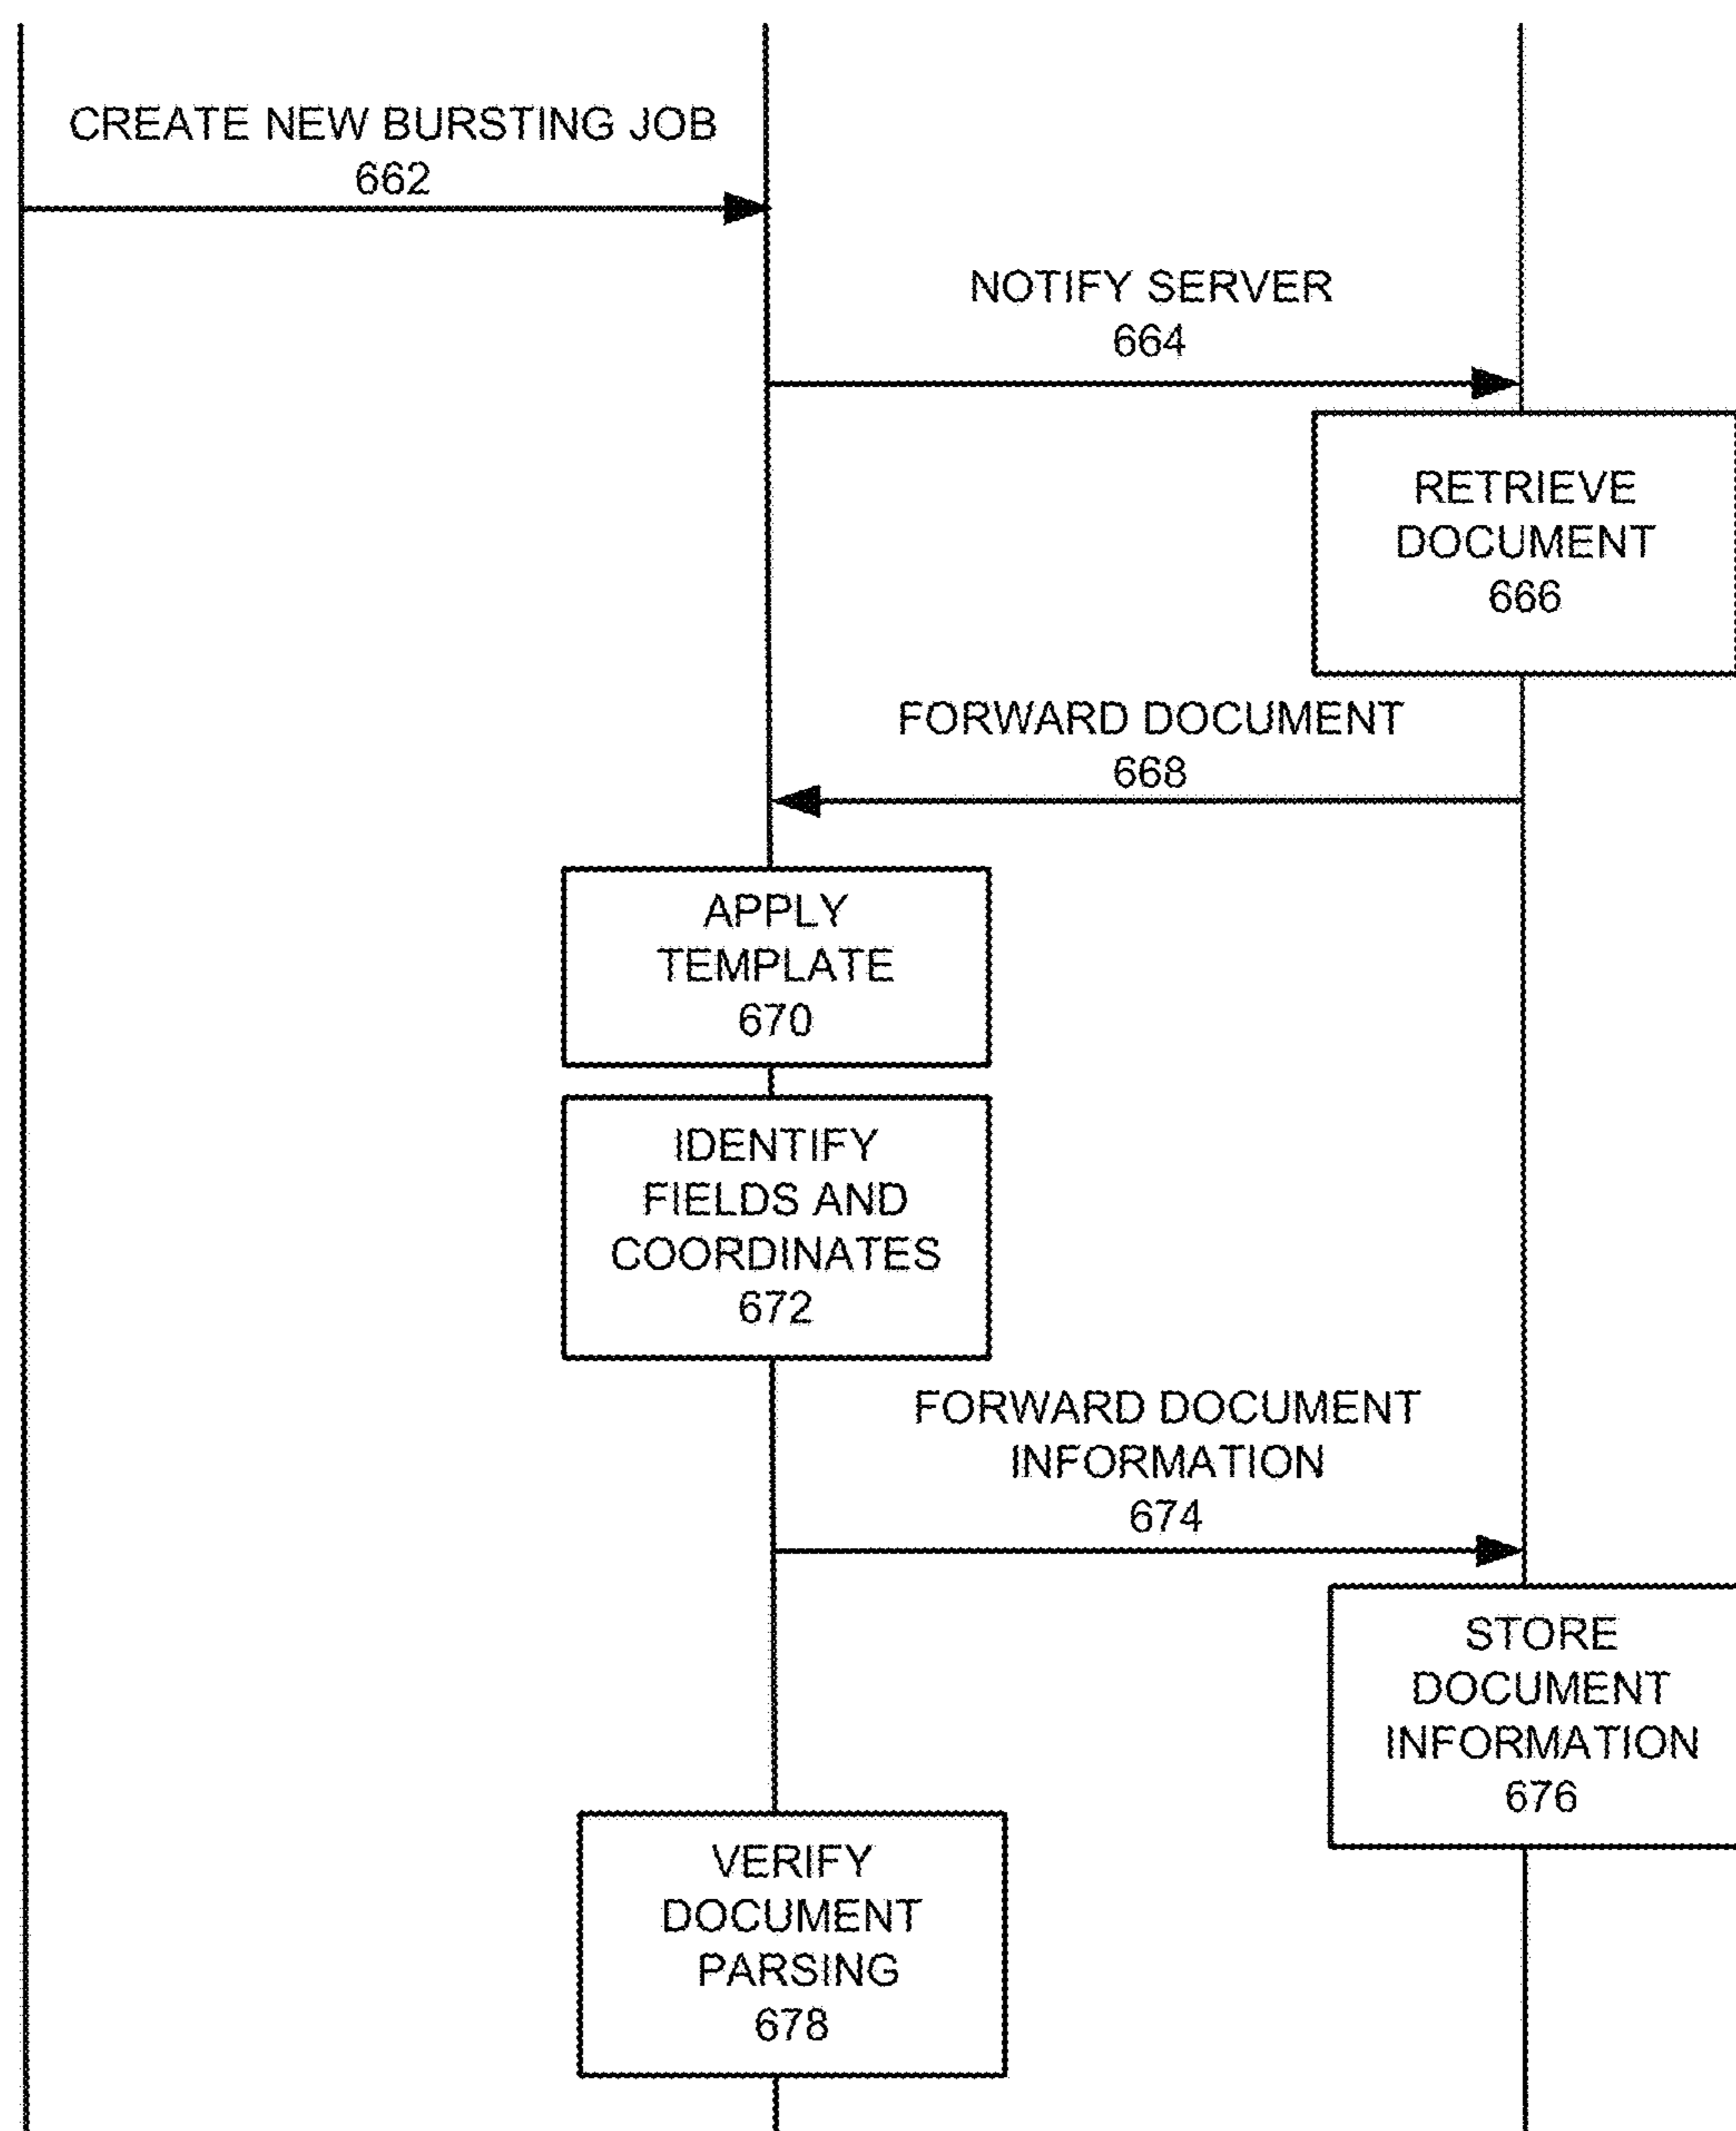 CREATE NEW BURSTING JOB
662
NOTIFY SERVER
664
RETRIEVE
DOCUMENT
666
FORWARD DOCUMENT
668
APPLY
TEMPLATE
670
IDENTIFY
FIELDS AND
COORDINATES
672
FORWARD DOCUMENT
INFORMATION
674
STORE
DOCUMENT
INFORMATION
676
VERIFY
DOCUMENT
PARSING
678